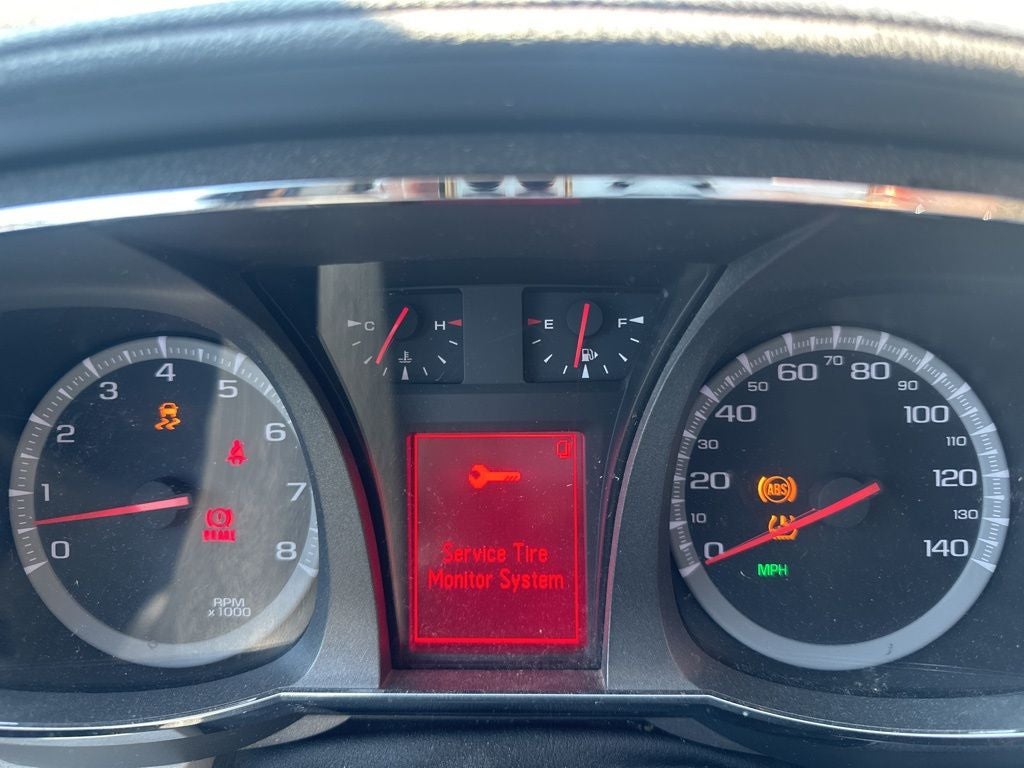 C H
E F
0 1 2 3 4 5 6 7 8
BRAKE
RPM
x 1000
Service Tire
Monitor System
0 10 20 30 40 50 60 70 80 90 100 110 120 130 140
ABS
MPH